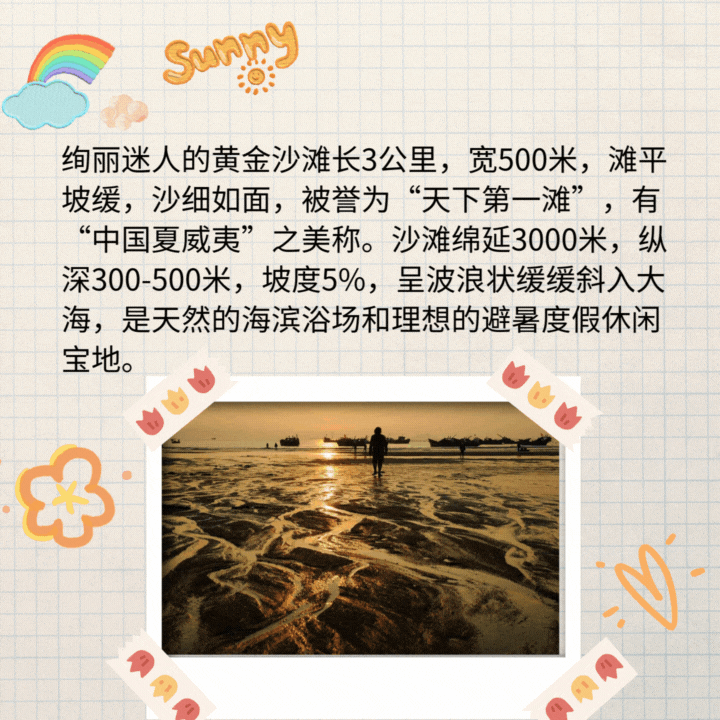 Sunny
绚丽迷人的黄金沙滩长3公里，宽500米，滩平
坡缓，沙细如面，被誉为“天下第一滩”，有
“中国夏威夷”之美称。沙滩绵延3000米，纵
深300-500米，坡度5%，呈波浪状缓缓斜入大
海，是天然的海滨浴场和理想的避暑度假休闲
宝地。